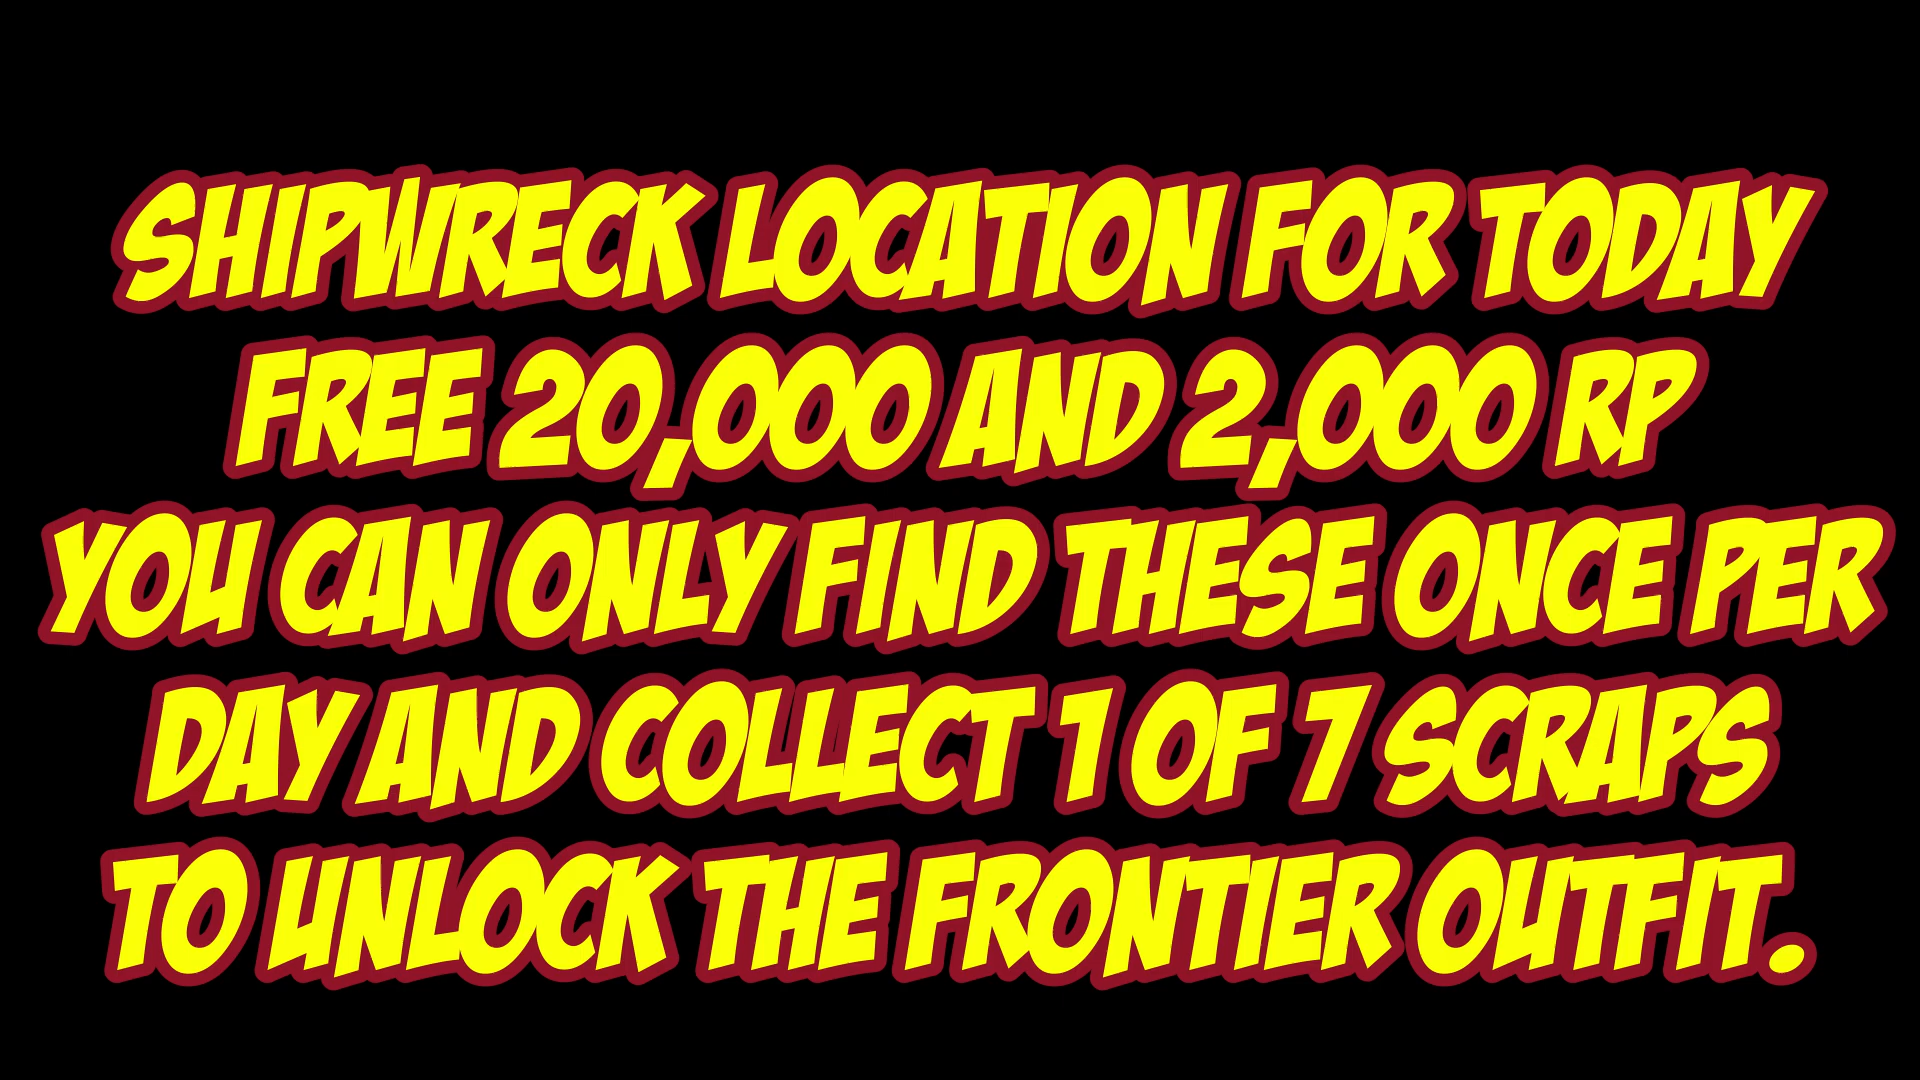 SHIPWRECK LOCATION FOR TODAY
FREE 20,000 AND 2,000 RP
YOU CAN ONLY FIND THESE ONCE PER
DAY AND COLLECT 1 OF 7 SCRAPS
TO UNLOCK THE FRONTIER OUTFIT.